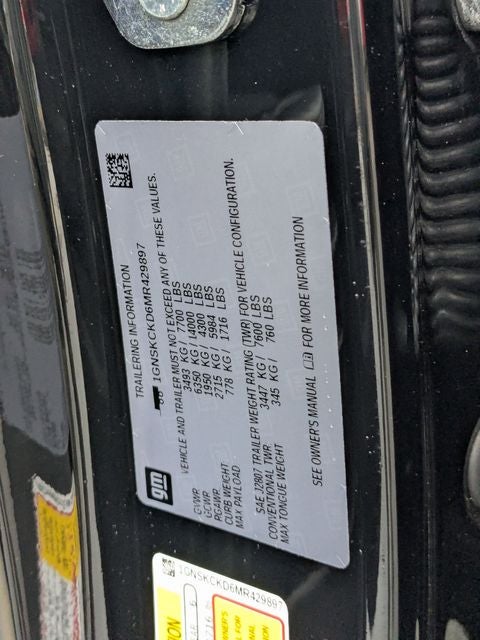 gm
TRAILERING INFORMATION
1GNSKCKD6MR429897
VEHICLE AND TRAILER MUST NOT EXCEED ANY OF THESE VALUES.
GVWR 3493 KG/ 7700 LBS
GCWR 6350 KG/ 14000 LBS
RGAWR 1950 KG/ 4300 LBS
CURB WEIGHT 2715 KG/ 5984 LBS
MAX PAYLOAD 778 KG/ 1716 LBS
SAE J2807 TRAILER WEIGHT RATING (TWR) FOR VEHICLE CONFIGURATION.
CONVENTIONAL TWR 3447 KG/ 7600 LBS
MAX TONGUE WEIGHT 345 KG/ 760 LBS
SEE OWNER'S MANUAL FOR MORE INFORMATION
1GNSKCKD6MR429897
OWNER'S